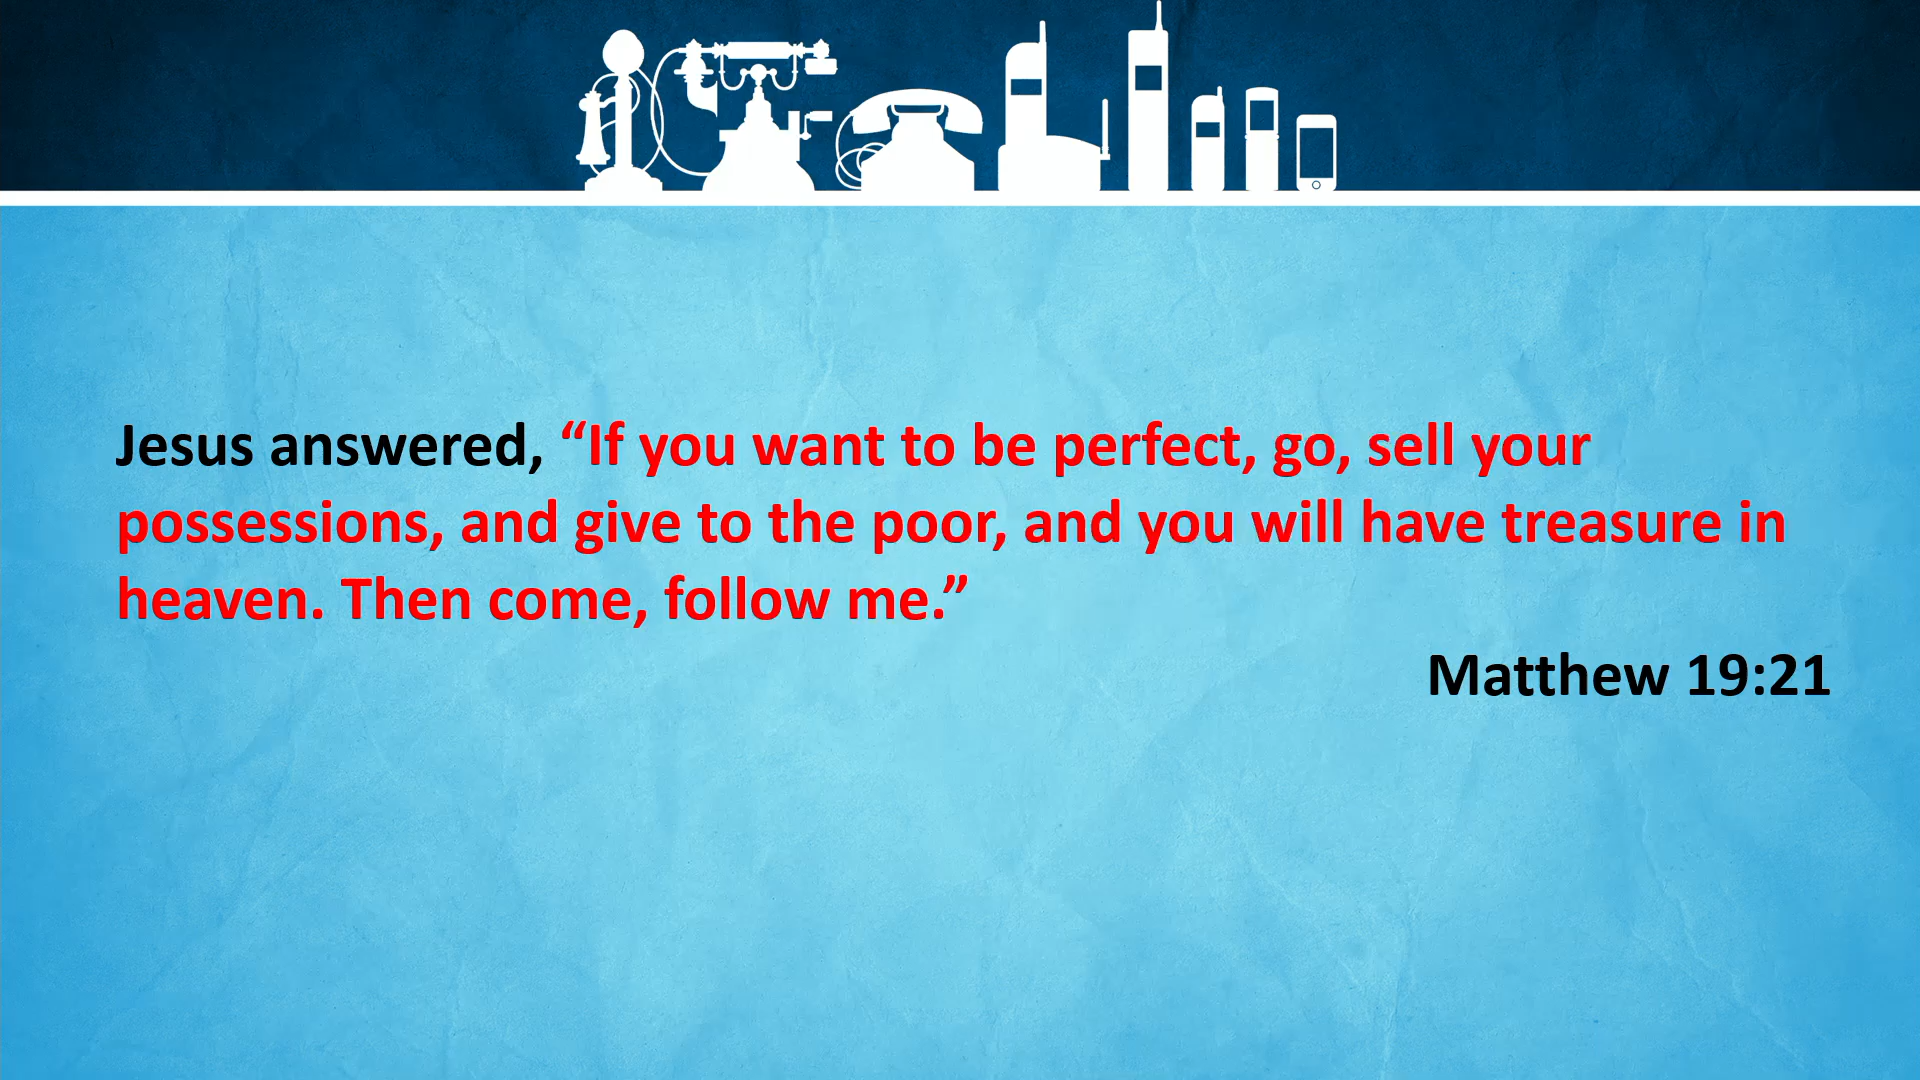 Jesus answered, “If you want to be perfect, go, sell your
possessions, and give to the poor, and you will have treasure in
heaven. Then come, follow me.”
Matthew 19:21